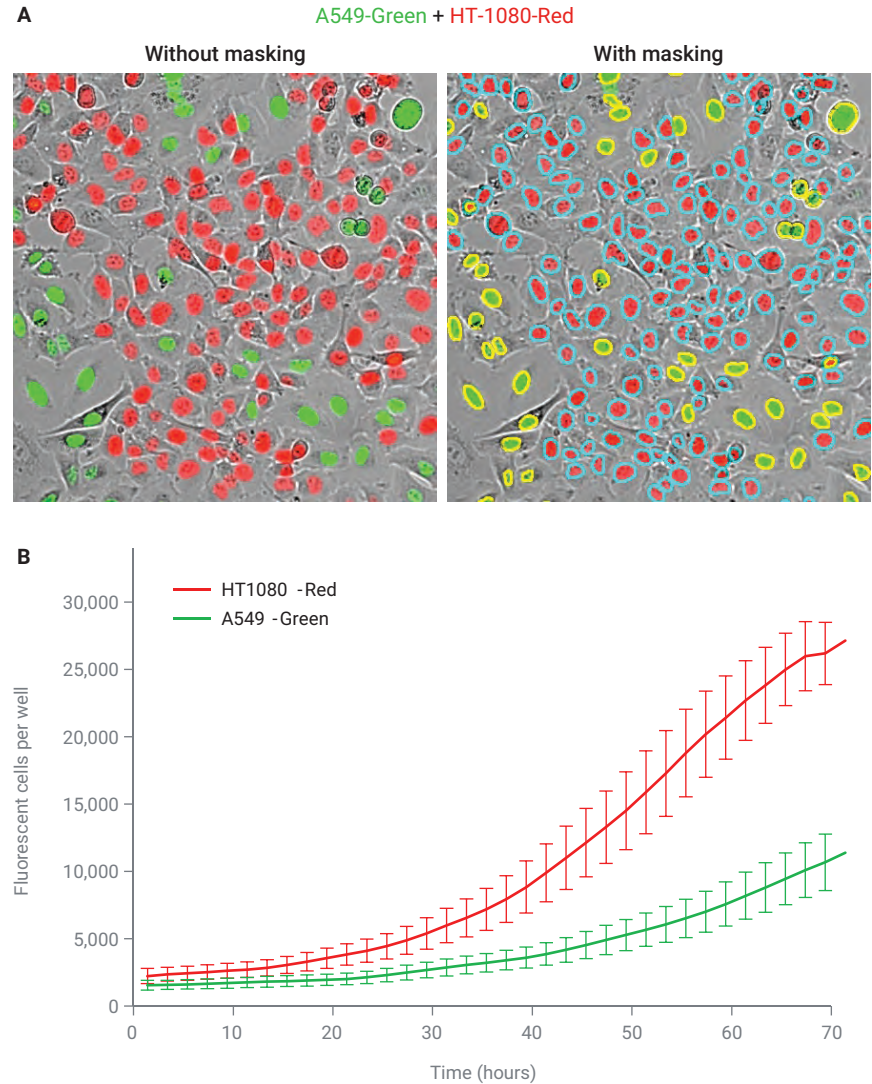 A
A549-Green + HT-1080-Red
Without masking
With masking
B
HT1080 -Red
A549 -Green
30,000
25,000
20,000
15,000
10,000
5,000
0
Fluorescent cells per well
0 10 20 30 40 50 60 70
Time (hours)